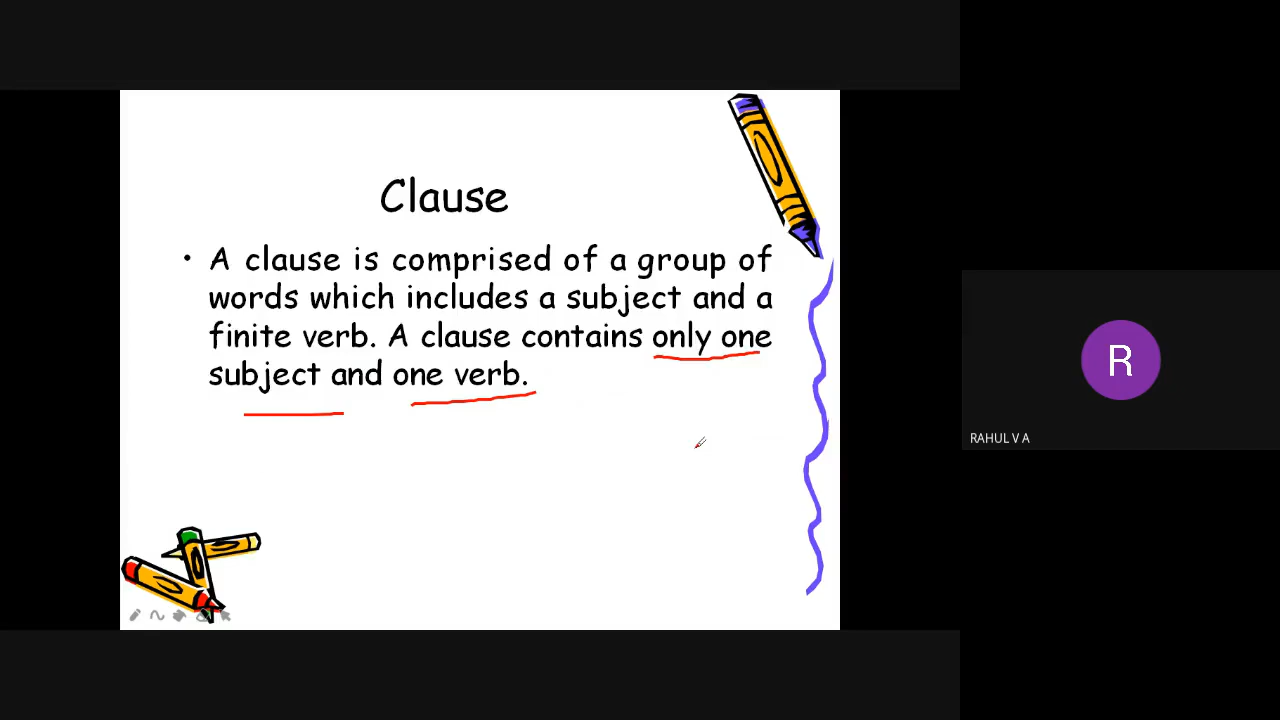 Clause
• A clause is comprised of a group of
words which includes a subject and a
finite verb. A clause contains only one
subject and one verb.
R
RAHUL V A